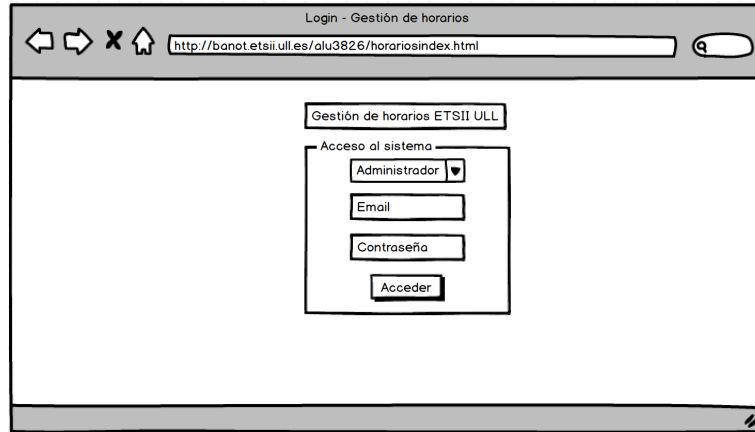 Login - Gestión de horarios
http://banot.etsii.ull.es/alu3826/horariosindex.html
Gestión de horarios ETSII ULL
Acceso al sistema
Administrador
Email
Contraseña
Acceder